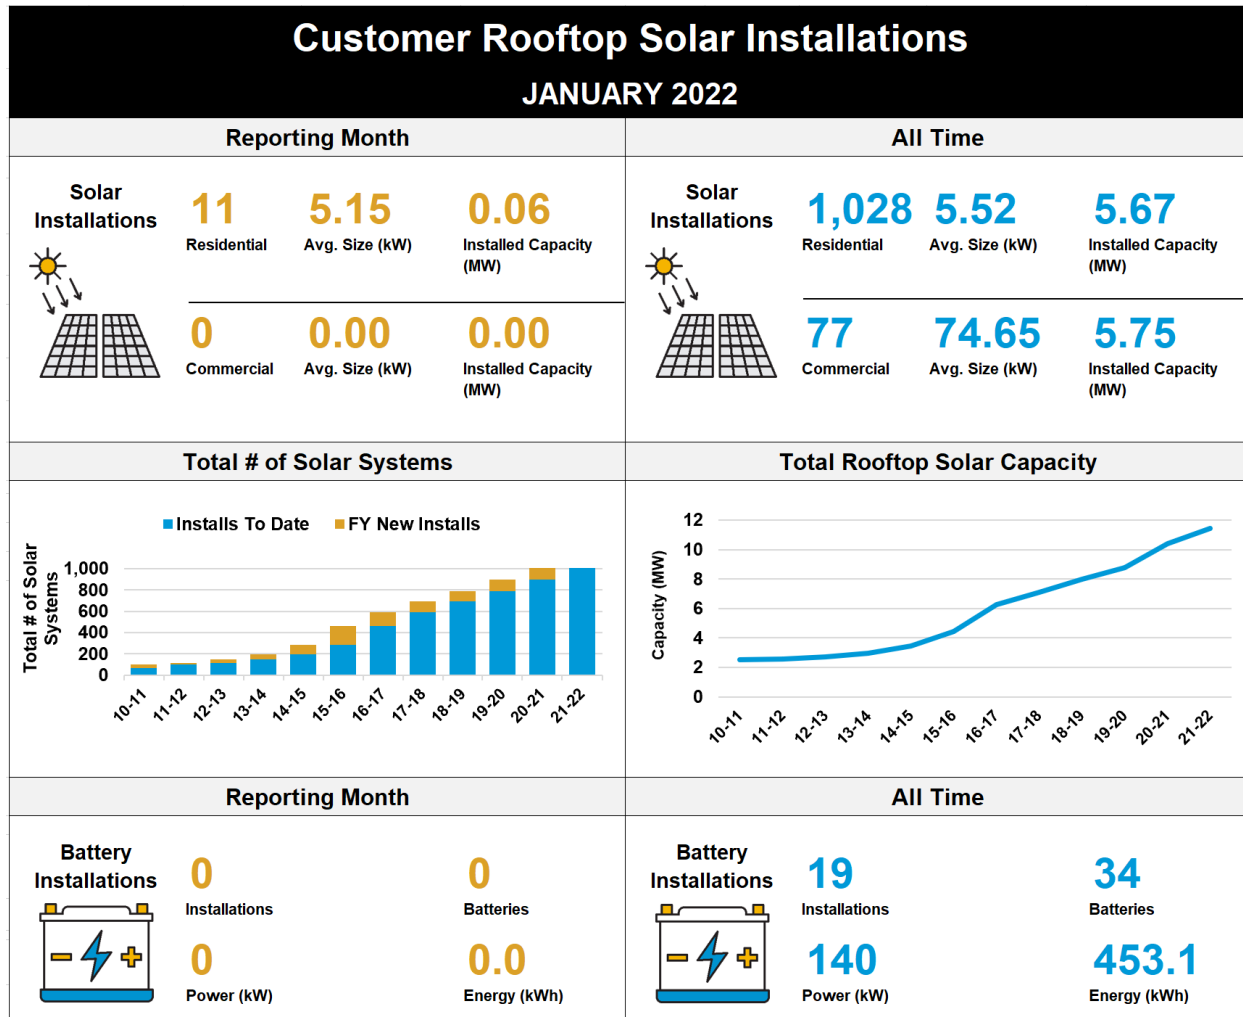 Customer Rooftop Solar Installations
JANUARY 2022
Reporting Month
Solar
Installations
11
5.15
0.06
Residential
Avg. Size (kW)
Installed Capacity
(MW)
0
0.00
0.00
Commercial
Avg. Size (kW)
Installed Capacity
(MW)
All Time
Solar
Installations
1,028
5.52
5.67
Residential
Avg. Size (kW)
Installed Capacity
(MW)
77
74.65
5.75
Commercial
Avg. Size (kW)
Installed Capacity
(MW)
Total # of Solar Systems
Installs To Date
FY New Installs
Total # of Solar
Systems
1,000
800
600
400
200
0
10-11
11-12
12-13
13-14
14-15
15-16
16-17
17-18
18-19
19-20
20-21
21-22
Total Rooftop Solar Capacity
Capacity (MW)
12
10
8
6
4
2
0
10-11
11-12
12-13
13-14
14-15
15-16
16-17
17-18
18-19
19-20
20-21
21-22
Reporting Month
Battery
Installations
0
0
Installations
Batteries
0
0.0
Power (kW)
Energy (kWh)
All Time
Battery
Installations
19
34
Installations
Batteries
140
453.1
Power (kW)
Energy (kWh)